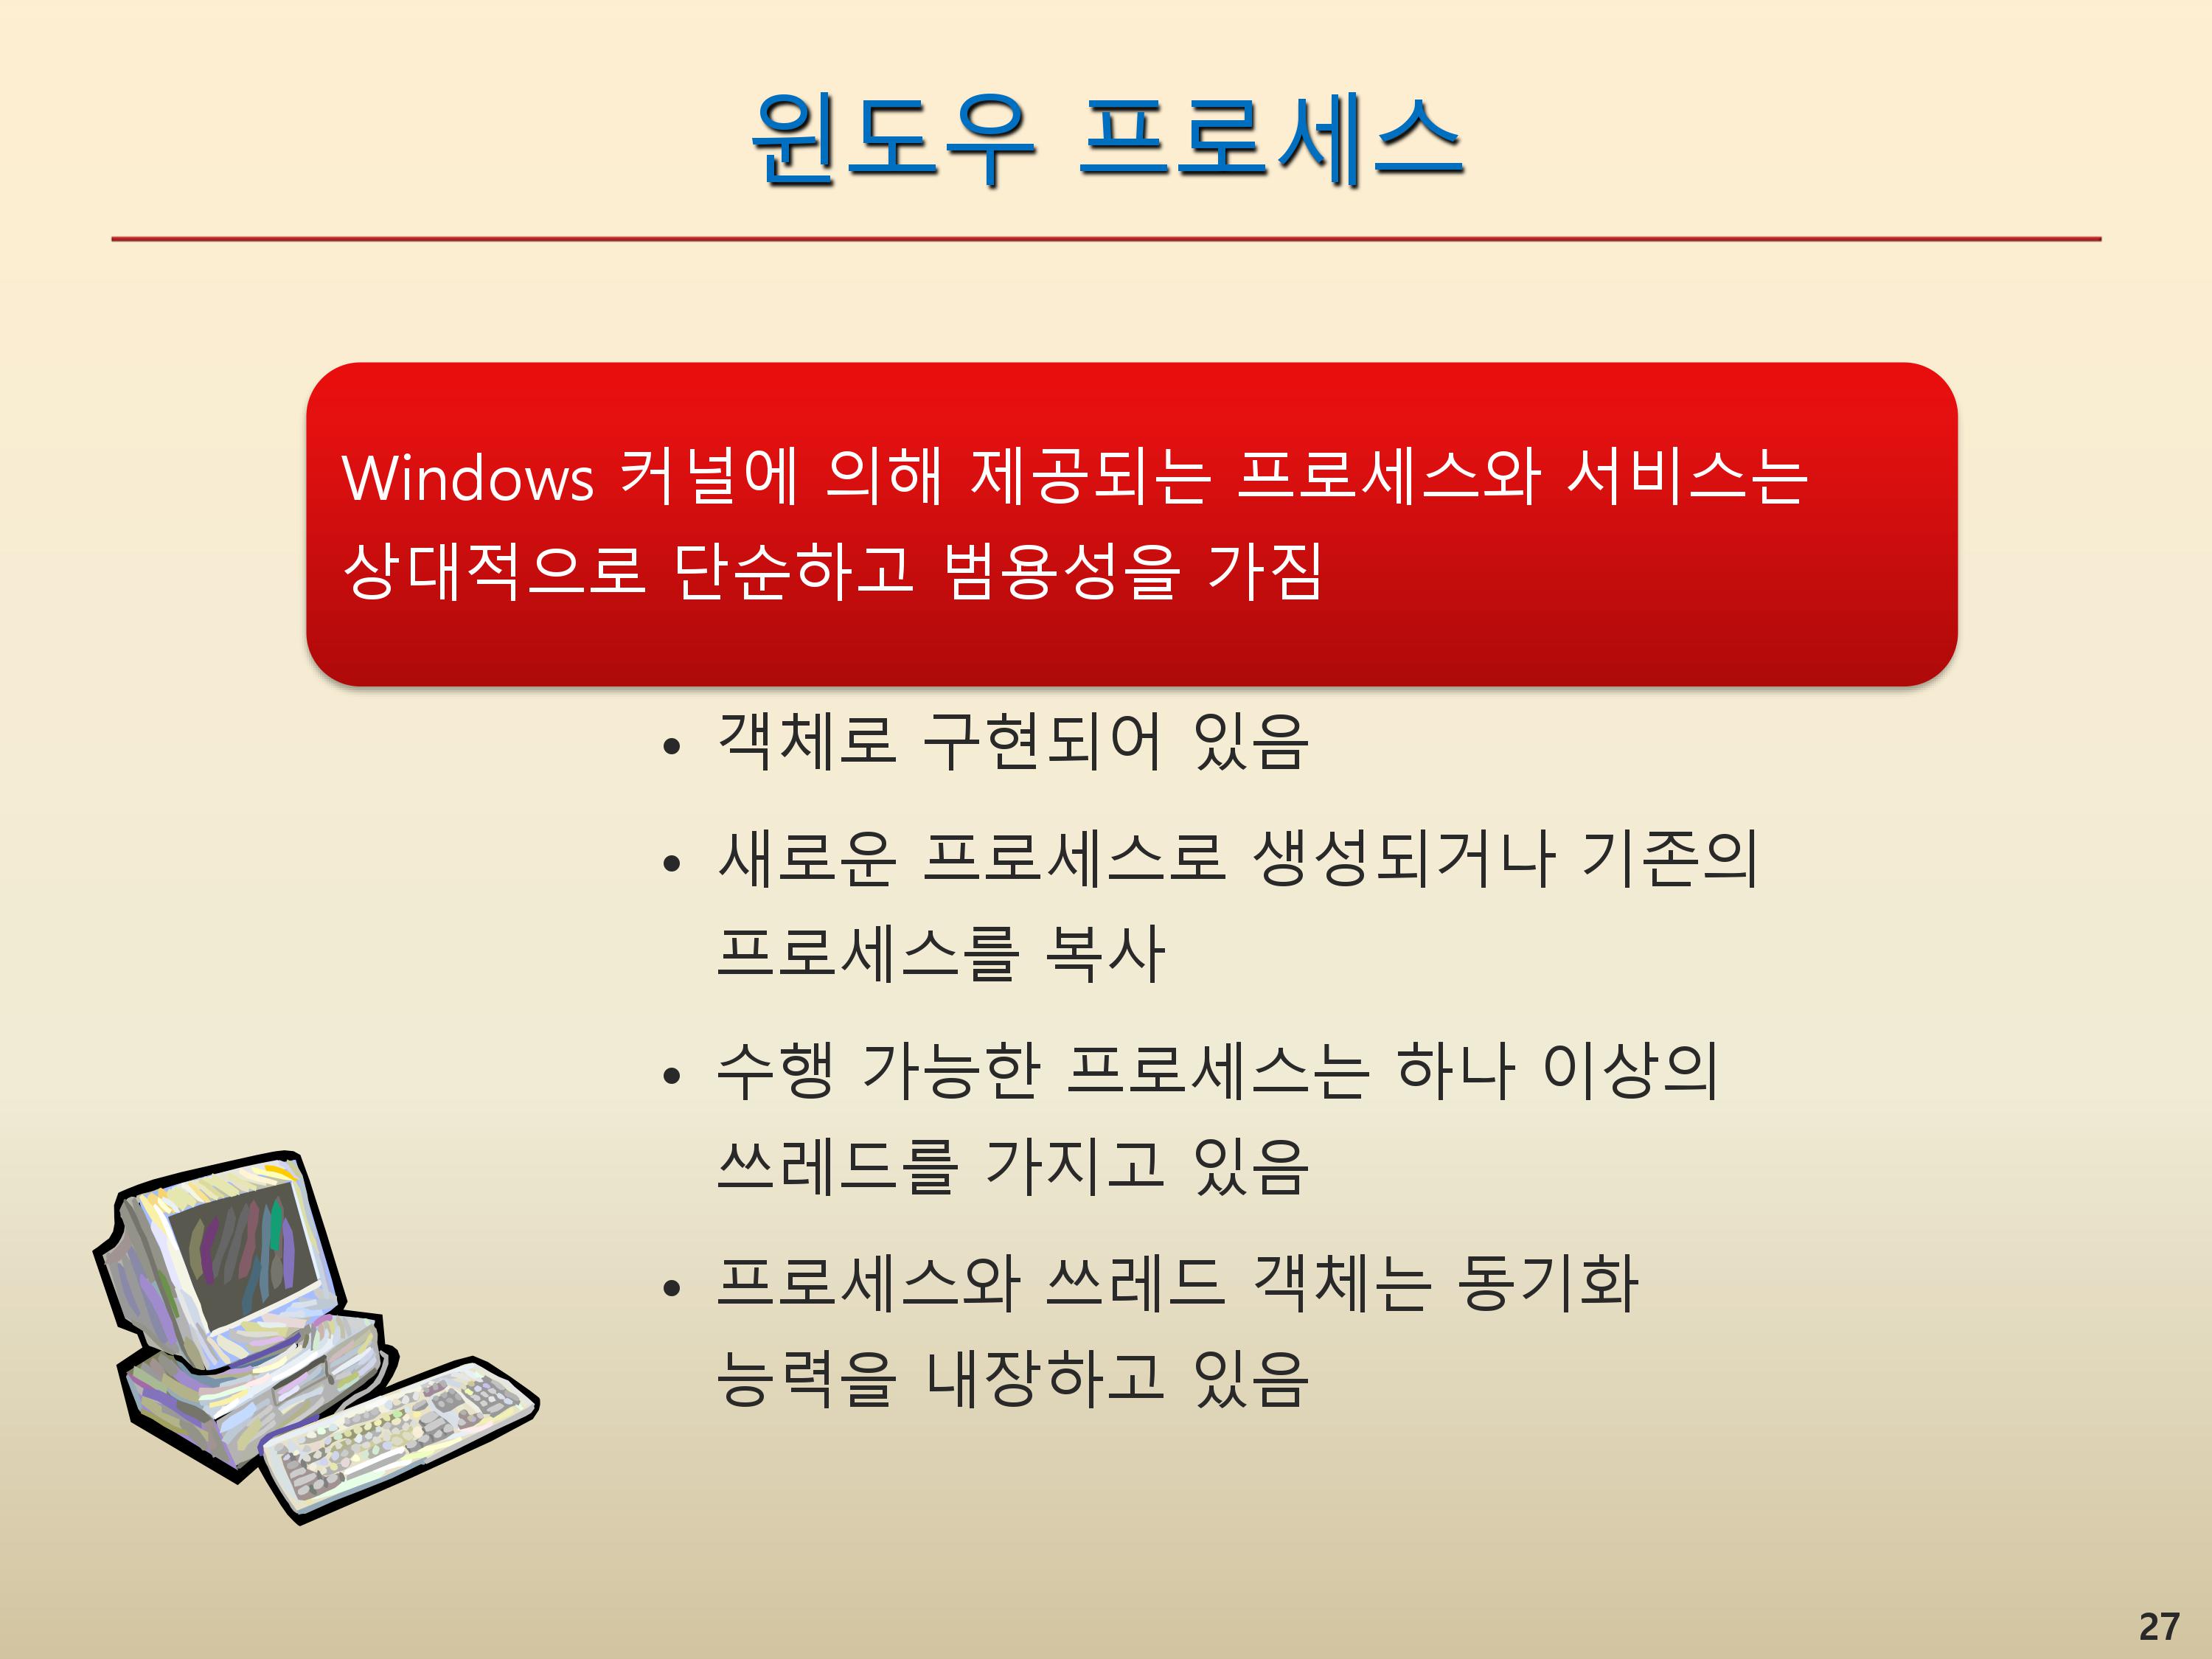 윈도우 프로세스
Windows 커널에 의해 제공되는 프로세스와 서비스는
상대적으로 단순하고 범용성을 가짐
• 객체로 구현되어 있음
• 새로운 프로세스로 생성되거나 기존의
프로세스를 복사
• 수행 가능한 프로세스는 하나 이상의
쓰레드를 가지고 있음
• 프로세스와 쓰레드 객체는 동기화
능력을 내장하고 있음
27